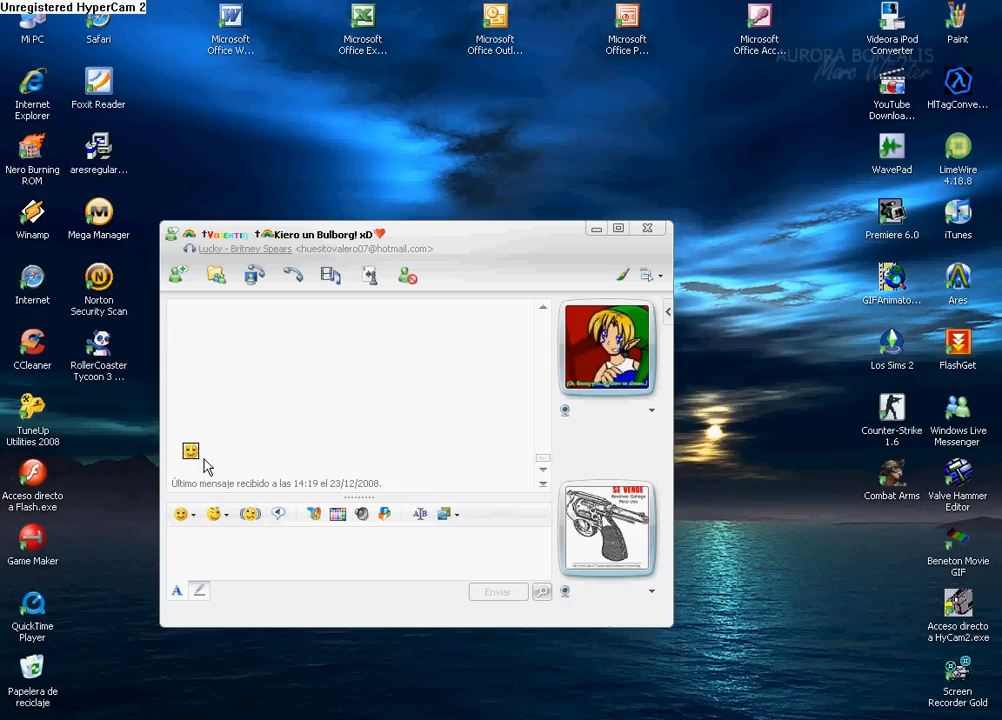 Unregistered HyperCam 2
Mi PC
Safari
Microsoft
Office W...
Microsoft
Office Ex...
Microsoft
Office Outl...
Microsoft
Office P...
Microsoft
Office Acc...
Videora iPod
Converter
Paint
AURORA BOREALIS
Internet
Explorer
Foxit Reader
YouTube
Downloa...
HlTagConve...
Nero Burning
ROM
aresregular...
WavePad
LimeWire
4.18.8
Winamp
Mega Manager
Premiere 6.0
iTunes
†Valentin †Kiero un Bulborg! xD
Lucky - Britney Spears <huesitovalero07@hotmail.com>
Internet
Norton
Security Scan
GIFAnimato...
Ares
CCleaner
RollerCoaster
Tycoon 3 ...
Los Sims 2
FlashGet
TuneUp
Utilities 2008
Counter-Strike
1.6
Windows Live
Messenger
Acceso directo
a Flash.exe
Último mensaje recibido a las 14:19 el 23/12/2008.
SE VENDE
Revolver Gallego
Poco Uso
Combat Arms
Valve Hammer
Editor
Game Maker
Beneton Movie
GIF
A
Enviar
QuickTime
Player
Acceso directo
a HyCam2.exe
Papelera de
reciclaje
Screen
Recorder Gold